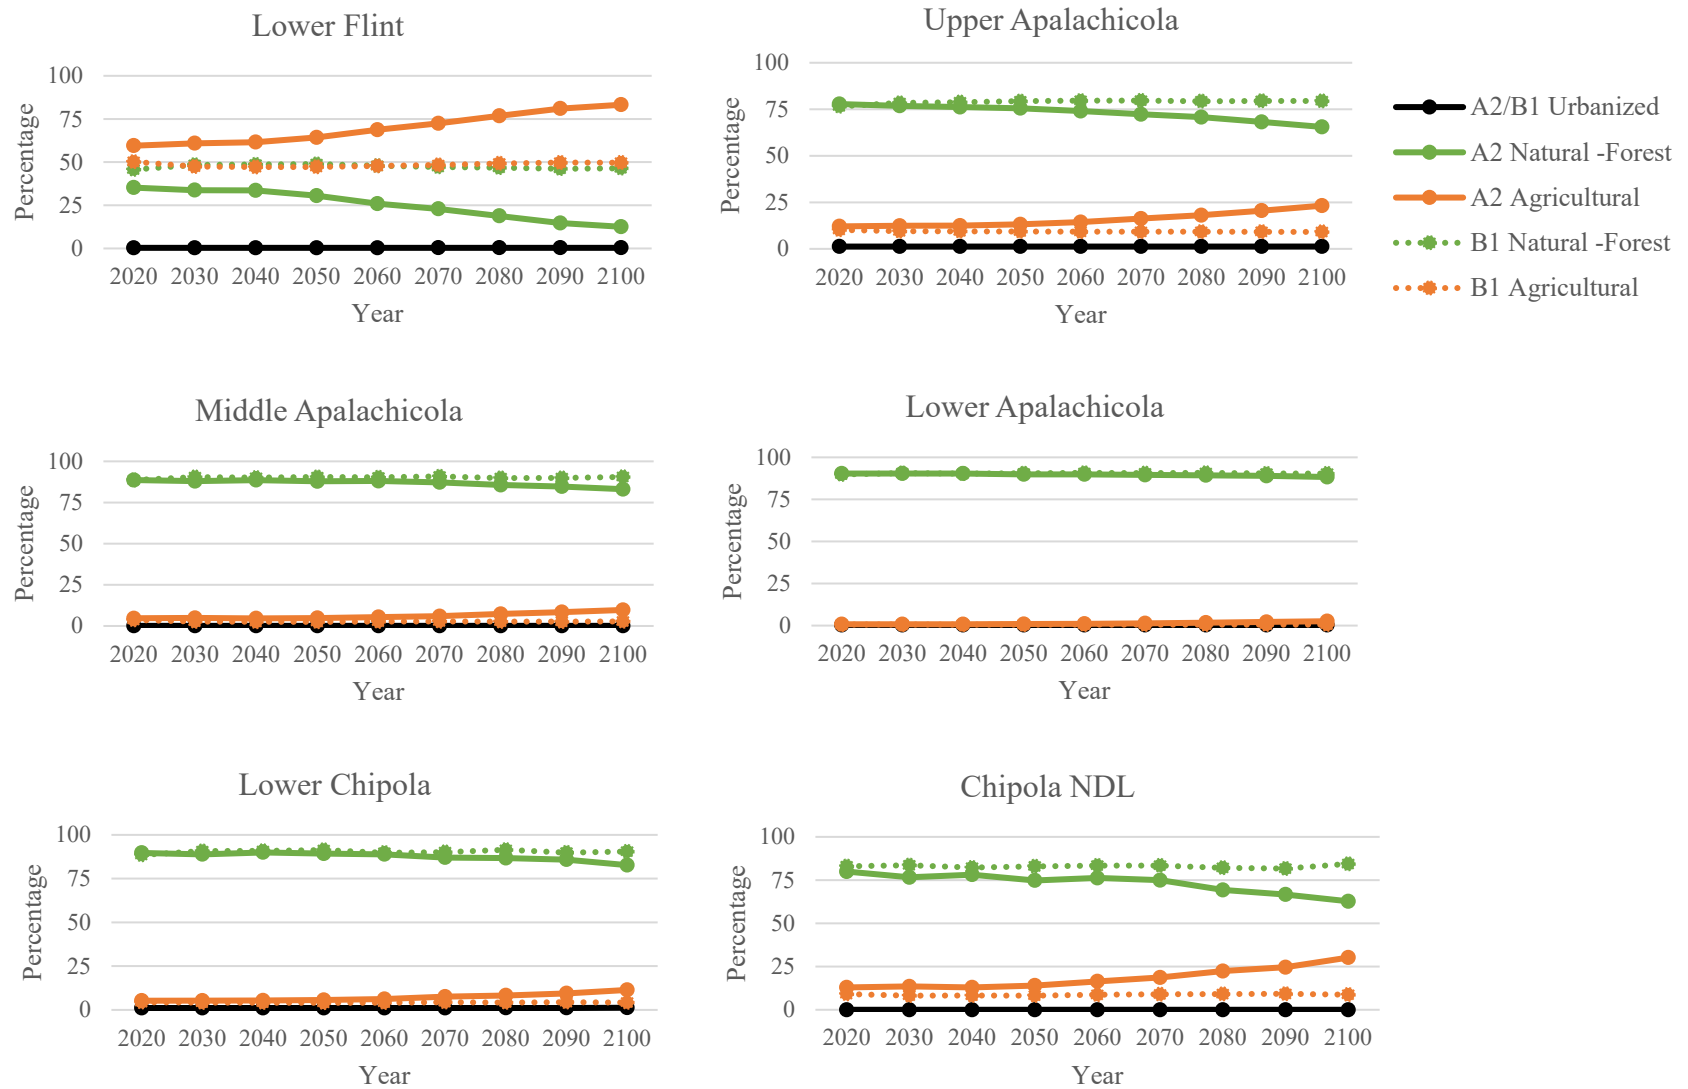 Lower Flint
100
75
50
25
0
Percentage
2020 2030 2040 2050 2060 2070 2080 2090 2100
Year
Upper Apalachicola
100
75
50
25
0
Percentage
2020 2030 2040 2050 2060 2070 2080 2090 2100
Year
A2/B1 Urbanized
A2 Natural -Forest
A2 Agricultural
B1 Natural -Forest
B1 Agricultural
Middle Apalachicola
100
75
50
25
0
Percentage
2020 2030 2040 2050 2060 2070 2080 2090 2100
Year
Lower Apalachicola
100
75
50
25
0
Percentage
2020 2030 2040 2050 2060 2070 2080 2090 2100
Year
Lower Chipola
100
75
50
25
0
Percentage
2020 2030 2040 2050 2060 2070 2080 2090 2100
Year
Chipola NDL
100
75
50
25
0
Percentage
2020 2030 2040 2050 2060 2070 2080 2090 2100
Year